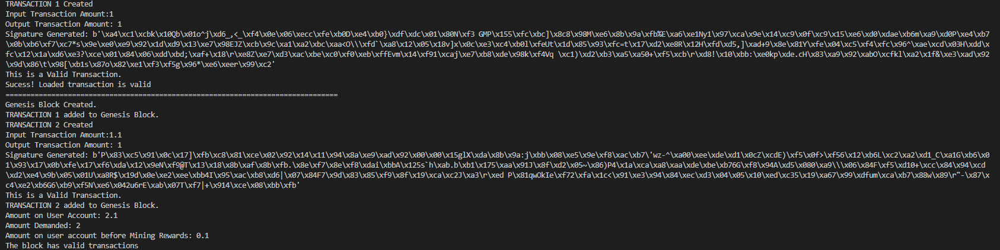 TRANSACTION 1 Created
Input Transaction Amount:1
Output Transaction Amount: 1
Signature Generated: b'\xa4\xc1\xcbk\x10Qb\x01o^j\xd6_,<_\xf4\x0e\x06\xecc\xfe\xb0D\xe4\xb0}\xdf\xdc\x01\x80N\xf3 GMP\x155\xfc\xbc]\x8c8\x98M\xe6\x8b\x9a\xfb%E\xa6\xe1Ny1\x97\xca\x9e\x14\xc9\x0f\xc9\x15\xe6\xd0\xdae\xb6m\xa9\xd0P\xe4\xb7
\x0b\xb6\xf7\xc7*s\x9e\xe0\xe9\x92\x1d\xd9\x13\xe7\x98EJZ\xcb\x9c\xa1\xa2\xbc\xaa<O\\\xfd`\xa8\x12\x05\x18v]x\x0c\xe3\xc4\xb0l\xfeUt\x1d\x85\x93\xfc=t\x17\xd2\xe8R\x12H\xfd\xd5,]\xad+9\x8e\x81Y\xfe\x04\xc5\xf4\xfc\x96^\xae\xcd\x03H\xdd\x
fc\x12\x1a\xd6\xe3?\xce\x01\x84\x06\xdd\xbd;\xaf+\x18\r\xe8Z\xe7\xd3\xac\xbe\xc0\xf0\xeb\xffEvm\x14\xf91\xcaj\xe7\xb8\xde\x98k\xf4Vq \xc1)\xd2\xb3\xa5\xa50+\xf5\xcb\r\xd8!\x10\xbb:\xe0kp\xde.cH\x83\xa9\x92\xabO\xcfkl\xa2\x1f&\xe3\xad\x92
\x9d\x86\t\x98[\xb1s\x87o\x82\xe1\xf3\xf5g\x96*\xe6\xeer\x99\xc2'
This is a Valid Transaction.
Sucess! Loaded transaction is valid
================================================================================
Genesis Block Created.
TRANSACTION 1 added to Genesis Block.
TRANSACTION 2 Created
Input Transaction Amount:1.1
Output Transaction Amount: 1
Signature Generated: b'P\x83\xc5\x91\x0c\x17]\xfb\xc8\x81\xce\x02\x92\x14\x11\x94\x8a\xe9\xad\x92\x00\x00\x15glX\xda\x8b\x9a:j\xbb\x08\xe5\x9e\xf8\xac\xb7\'wz-^\xa00\xee\xde\xd1\x0cZ\xcdE)\xf5\x0f>\xf56\x12\xb6L\xc2\xa2\xd1_C\xa1G\xb6\x0
1\x93\x17\x0b\xfe\x17\xf6\xda\x12\x9eN\xf9@T\x13\x18\x8b\xaf\x8b\xfb.\x8e\xf7\x8e\xf8\xdai\xbbA\x125s`h\xab.b\xb1\x175\xaa\x91J\x8f\xd2\x05~\x86)P4\x1a\xca\xa8\xaa\xde\xbe\xb76G\xf8\x94A\xd5\x080\xa9\\\x06\x84F\xf5\xd10+\xcc\x84\x94\xcd
\xd2\xe4\x9b\x05\x01U\xa8R$\x19d\x0e\xe2\xee\xbb4I\x95\xac\xb8\xd6|\x07\x84F7\x9d\x83\x85\xf9\x8f\x19\xca\xc2J\xa3\r\xed P\x81qwOkIe\xf72\xfa\x1c<\x91\xe3\x94\x84\xec\xd3\x04\x05\x10\xed\xc35\x19\xa67\x99\xdfum\xca\xb7\x88w\x89\r"-\x87\x
c4\xe2\xb6G6\xb9\xf5N\xe6\x042u6rE\xab\x07T\xf7|+\x914\xce\x08\xbb\xfb'
This is a Valid Transaction.
TRANSACTION 2 added to Genesis Block.
Amount on User Account: 2.1
Amount Demanded: 2
Amount on user account before Mining Rewards: 0.1
The block has valid transactions